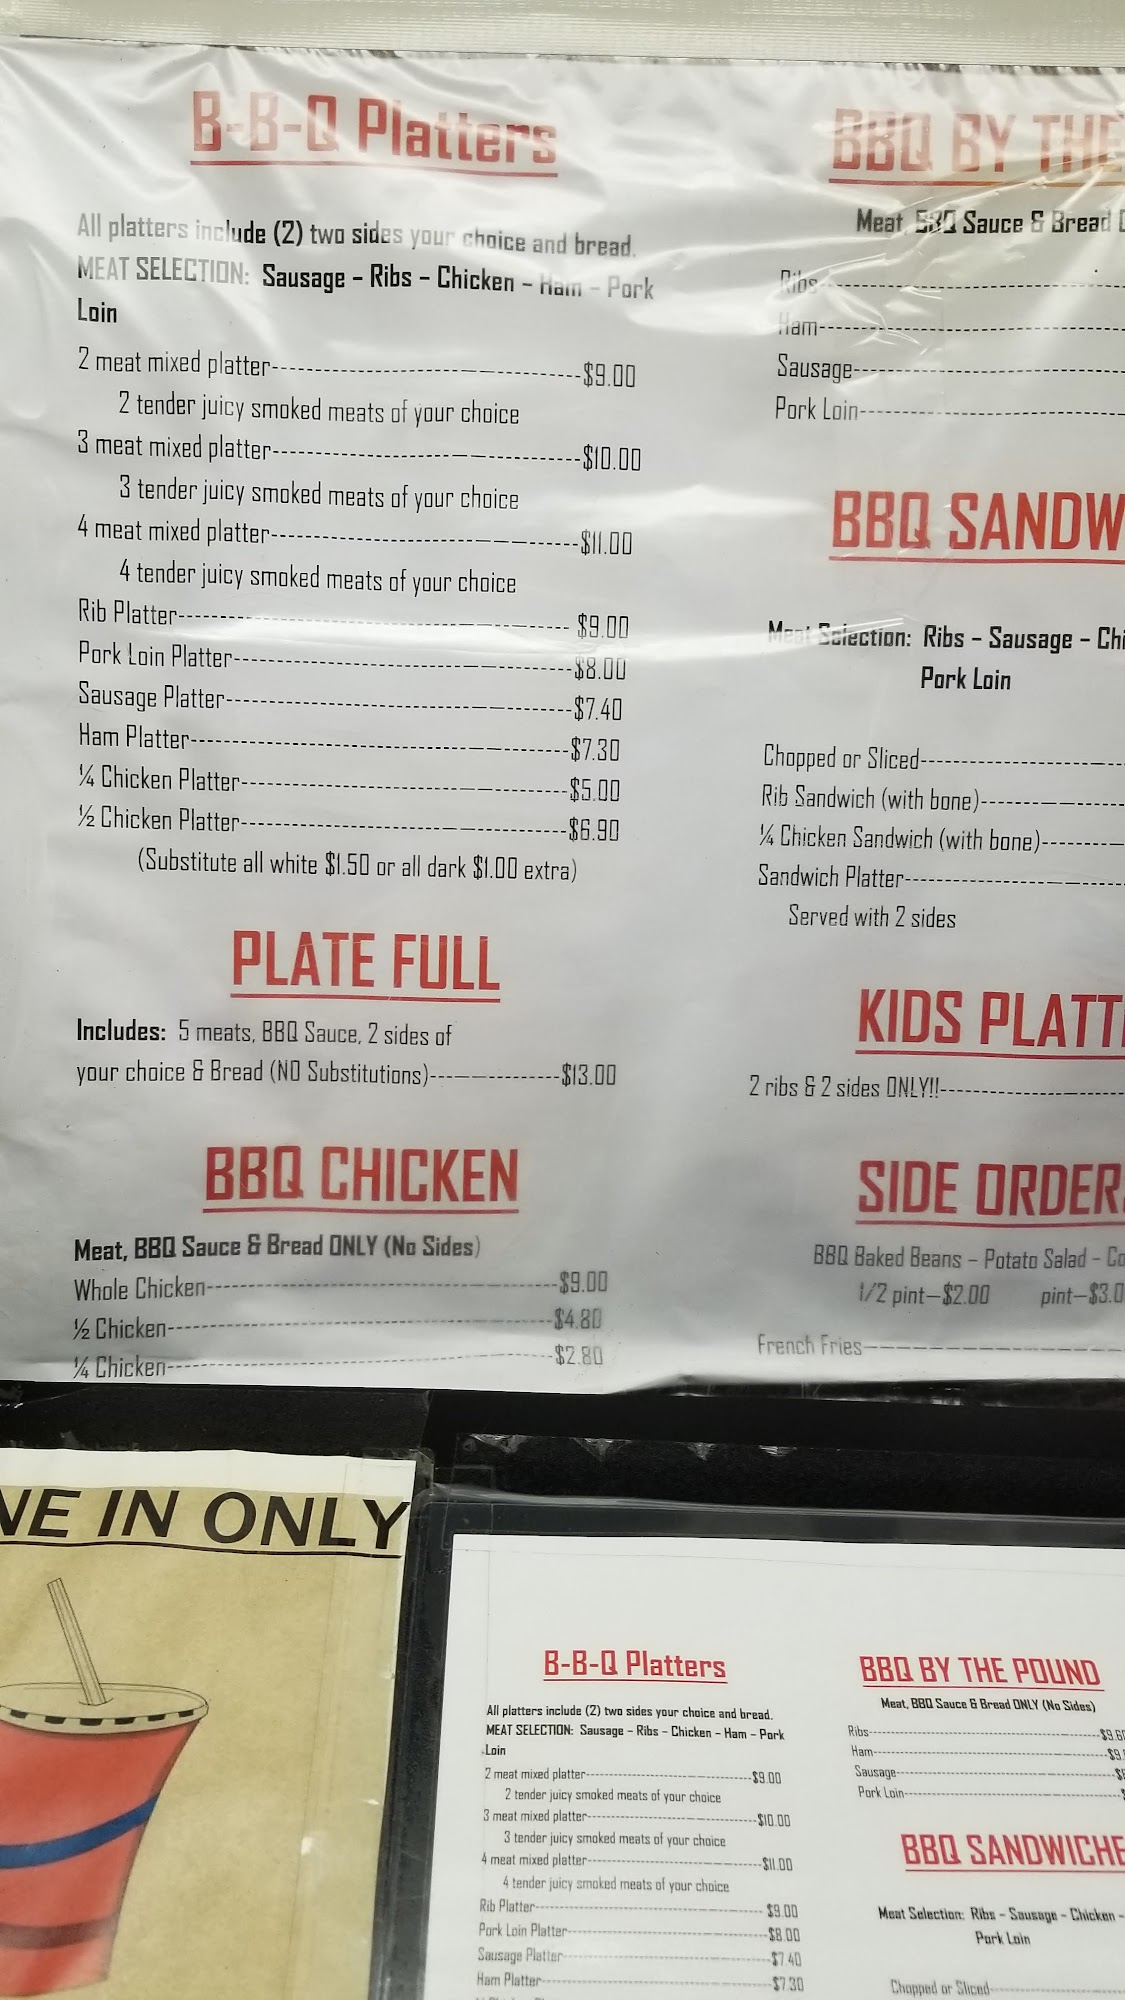 B-B-Q Platters
All platters include (2) two sides your choice and bread.
MEAT SELECTION: Sausage – Ribs – Chicken – Ham – Pork
Loin
2 meat mixed platter $9.00
2 tender juicy smoked meats of your choice
3 meat mixed platter $10.00
3 tender juicy smoked meats of your choice
4 meat mixed platter $11.00
4 tender juicy smoked meats of your choice
Rib Platter $9.00
Pork Loin Platter $8.00
Sausage Platter $7.40
Ham Platter $7.30
¼ Chicken Platter $5.00
½ Chicken Platter $6.90
(Substitute all white $1.50 or all dark $1.00 extra)
PLATE FULL
Includes: 5 meats, BBQ Sauce, 2 sides of
your choice & Bread (NO Substitutions) $13.00
BBQ CHICKEN
Meat, BBQ Sauce & Bread ONLY (No Sides)
Whole Chicken $9.00
½ Chicken $4.80
¼ Chicken $2.80
BBQ BY THE
Meat, BBQ Sauce & Bread
Ribs
Ham
Sausage
Pork Loin
BBQ SANDW
Meat Selection: Ribs – Sausage – Chi
Pork Loin
Chopped or Sliced
Rib Sandwich (with bone)
¼ Chicken Sandwich (with bone)
Sandwich Platter
Served with 2 sides
KIDS PLATT
2 ribs & 2 sides ONLY!!
SIDE ORDER
BBQ Baked Beans – Potato Salad – Co
1/2 pint–$2.00 pint–$3.0
French Fries
VE IN ONLY
B-B-Q Platters
All platters include (2) two sides your choice and bread.
MEAT SELECTION: Sausage – Ribs – Chicken – Ham – Pork
Loin
2 meat mixed platter $9.00
2 tender juicy smoked meats of your choice
3 meat mixed platter $10.00
3 tender juicy smoked meats of your choice
4 meat mixed platter $11.00
4 tender juicy smoked meats of your choice
Rib Platter $9.00
Pork Loin Platter $8.00
Sausage Platter $7.40
Ham Platter $7.30
BBQ BY THE POUND
Meat, BBQ Sauce & Bread ONLY (No Sides)
Ribs $9.6
Ham $9.
Sausage
Pork Loin
BBQ SANDWICHE
Meat Selection: Ribs – Sausage – Chicken –
Pork Loin
Chopped or Sliced